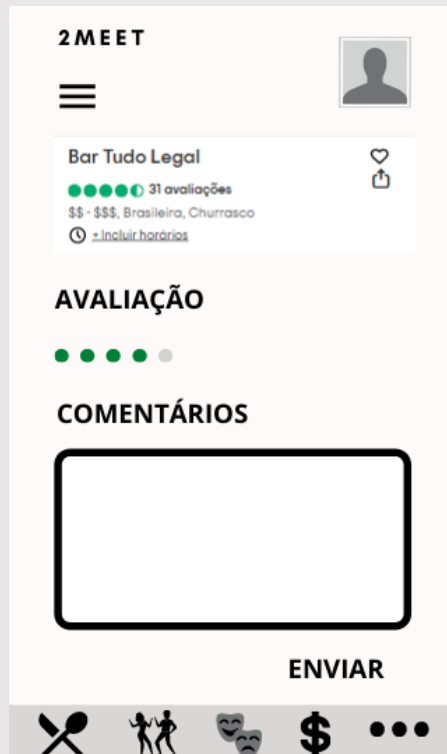 2MEET
Bar Tudo Legal
31 avaliações
$$ - $$$, Brasileira, Churrasco
+ Incluir horários
AVALIAÇÃO
COMENTÁRIOS
ENVIAR
$